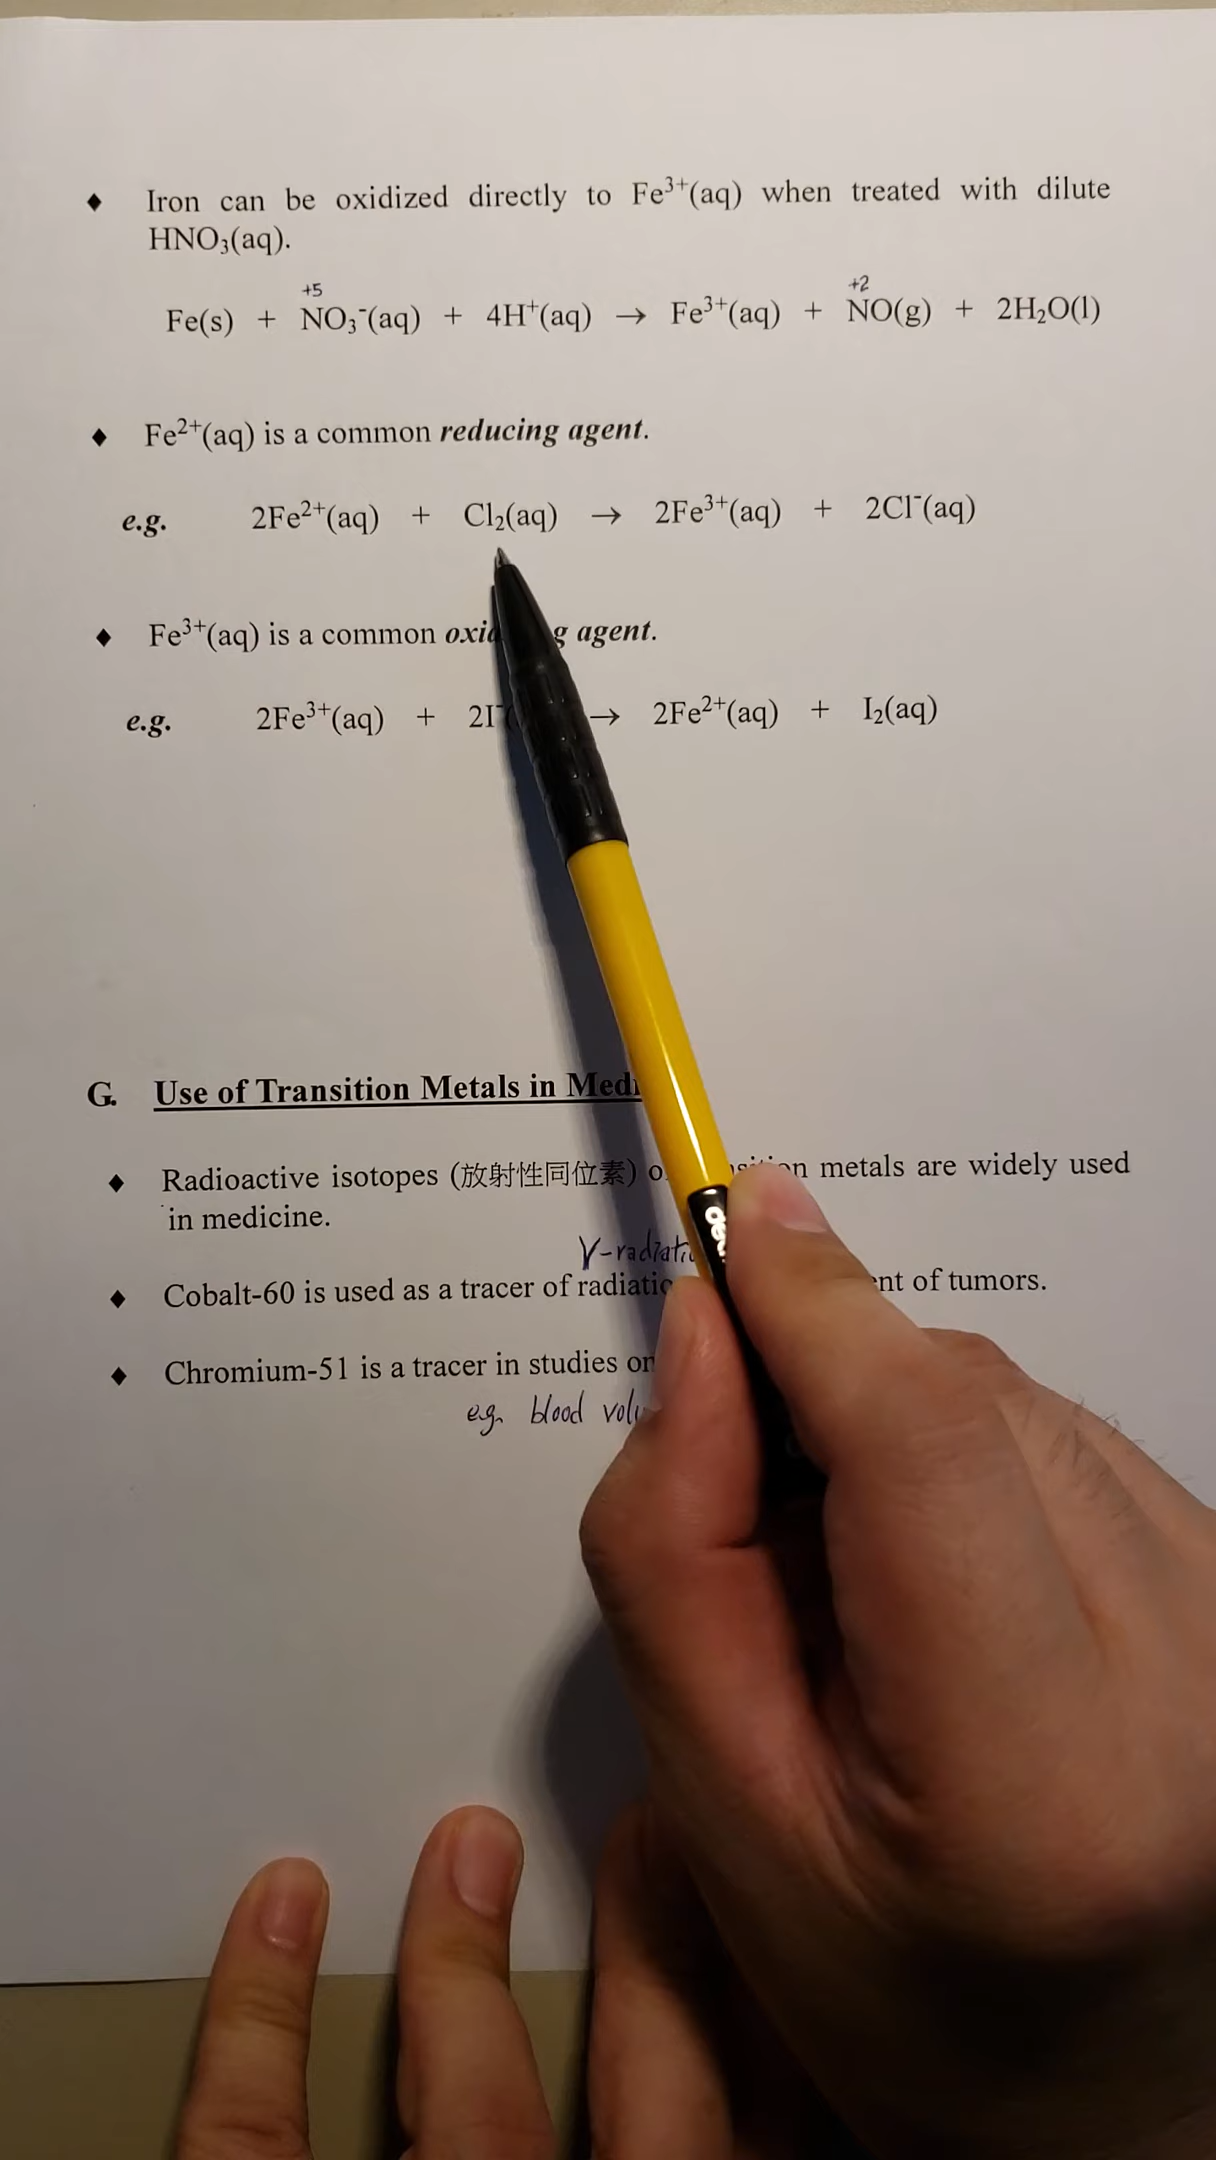 ♦ Iron can be oxidized directly to Fe³⁺(aq) when treated with dilute
HNO₃(aq).
+5 +2
Fe(s) + NO₃⁻(aq) + 4H⁺(aq) → Fe³⁺(aq) + NO(g) + 2H₂O(l)
♦ Fe²⁺(aq) is a common reducing agent.
e.g. 2Fe²⁺(aq) + Cl₂(aq) → 2Fe³⁺(aq) + 2Cl⁻(aq)
♦ Fe³⁺(aq) is a common agent.
e.g. 2Fe³⁺(aq) + 2I⁻ → 2Fe²⁺(aq) + I₂(aq)
G. Use of Transition Metals in
♦ Radioactive isotopes (放射性同位素) metals are widely used
in medicine.
γ-radiati
♦ Cobalt-60 is used as a tracer of of tumors.
♦ Chromium-51 is a tracer in studies on
e.g. blood